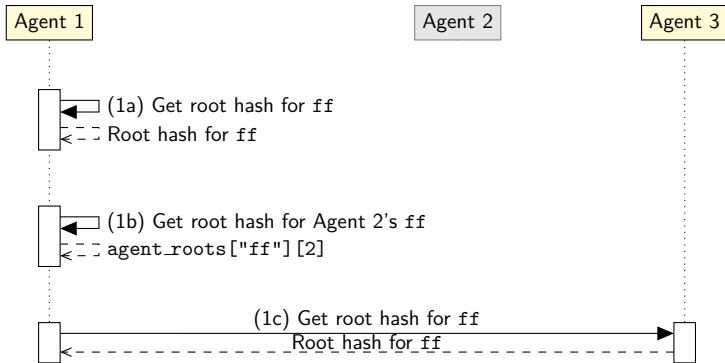 Agent 1
Agent 2
Agent 3
(1a) Get root hash for ff
Root hash for ff
(1b) Get root hash for Agent 2's ff
agent_roots["ff"][2]
(1c) Get root hash for ff
Root hash for ff